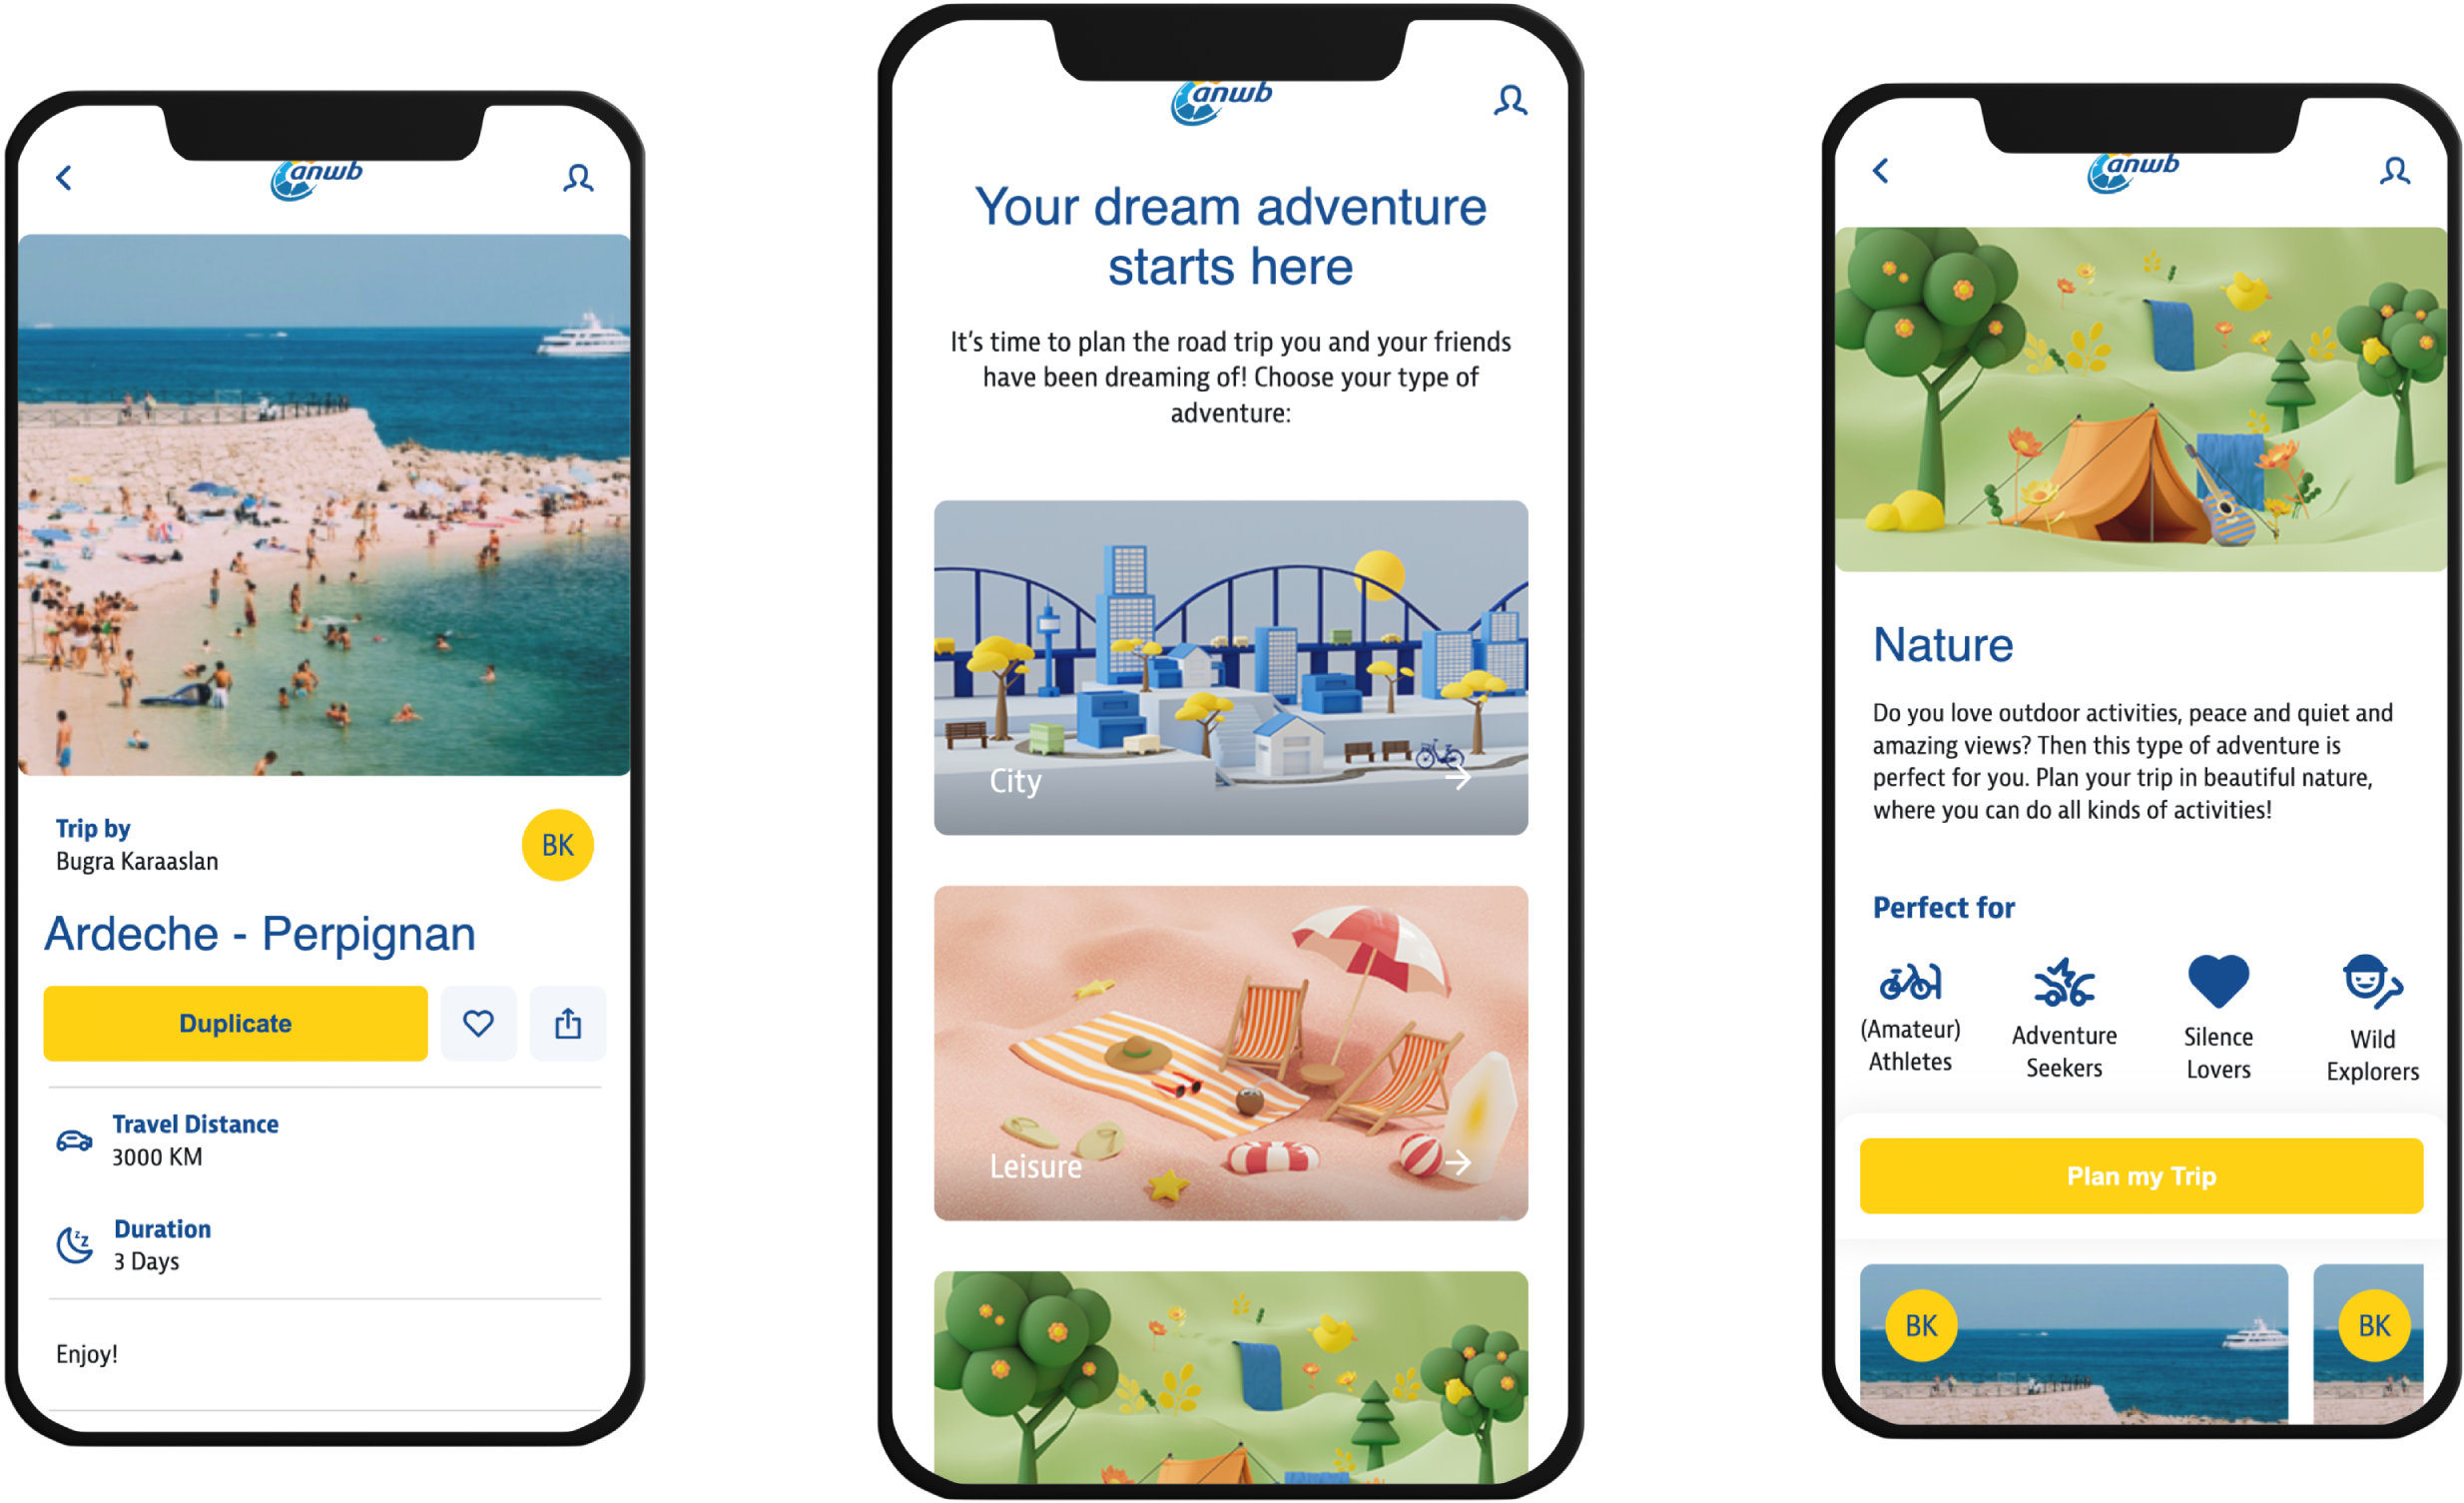 anwb
Trip by
Bugra Karaaslan
BK
Ardeche - Perpignan
Duplicate
Travel Distance
3000 KM
zz
Duration
3 Days
Enjoy!
anwb
Your dream adventure
starts here
It's time to plan the road trip you and your friends
have been dreaming of! Choose your type of
adventure:
City
Leisure
anwb
Nature
Do you love outdoor activities, peace and quiet and
amazing views? Then this type of adventure is
perfect for you. Plan your trip in beautiful nature,
where you can do all kinds of activities!
Perfect for
(Amateur)
Athletes
Adventure
Seekers
Silence
Lovers
Wild
Explorers
Plan my Trip
BK
BK